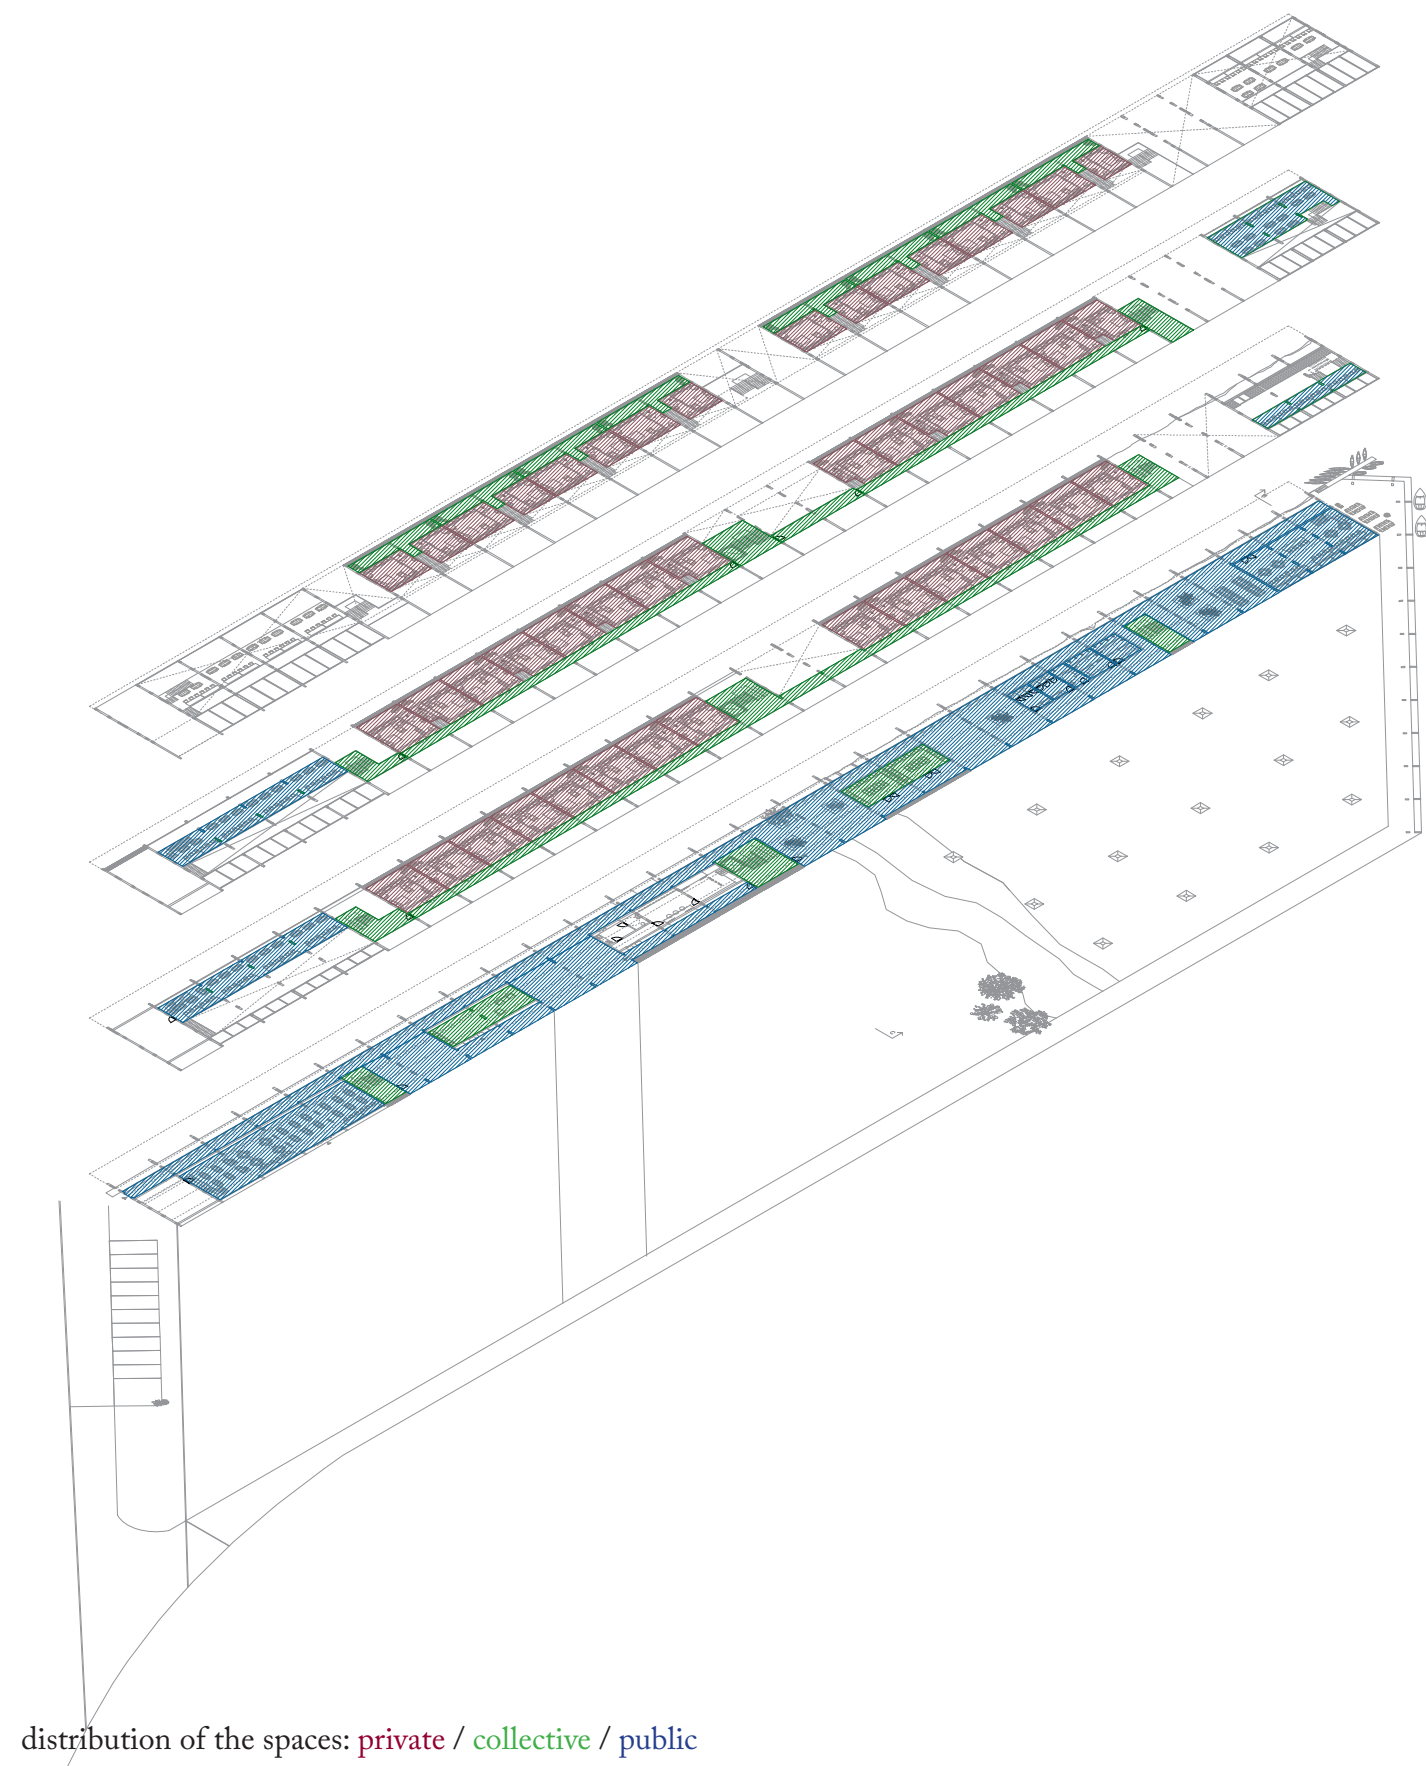 distribution of the spaces: private / collective / public